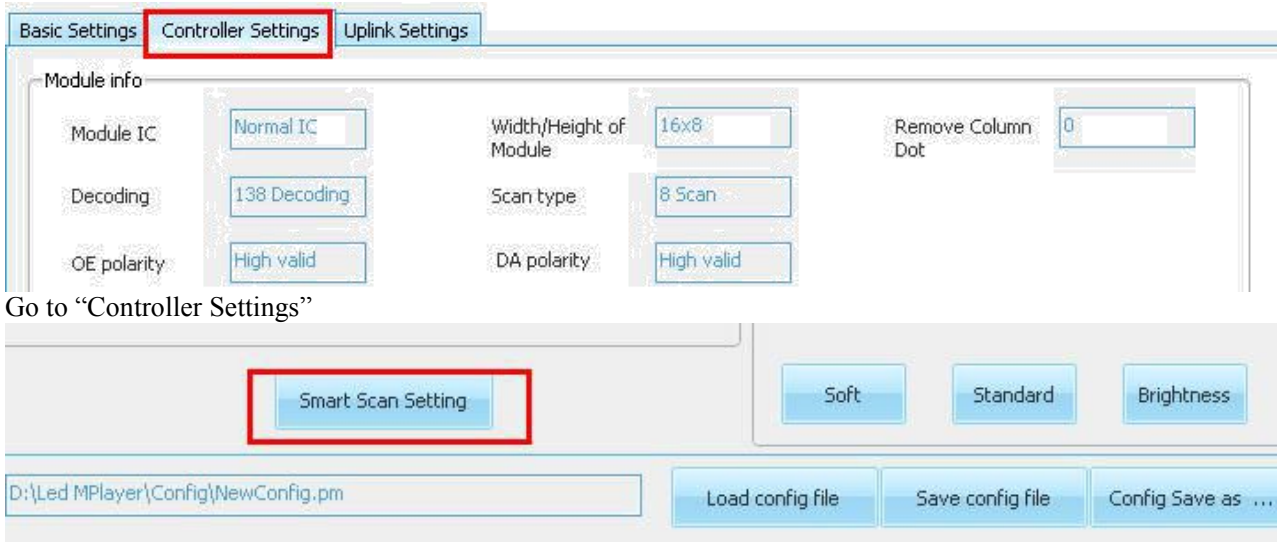 Basic Settings Controller Settings Uplink Settings
Module info
Module IC Normal IC Width/Height of Module 16x8 Remove Column Dot 0
Decoding 138 Decoding Scan type 8 Scan
OE polarity High valid DA polarity High valid
Go to “Controller Settings”
Smart Scan Setting Soft Standard Brightness
D:\Led MPlayer\Config\NewConfig.pm Load config file Save config file Config Save as ...